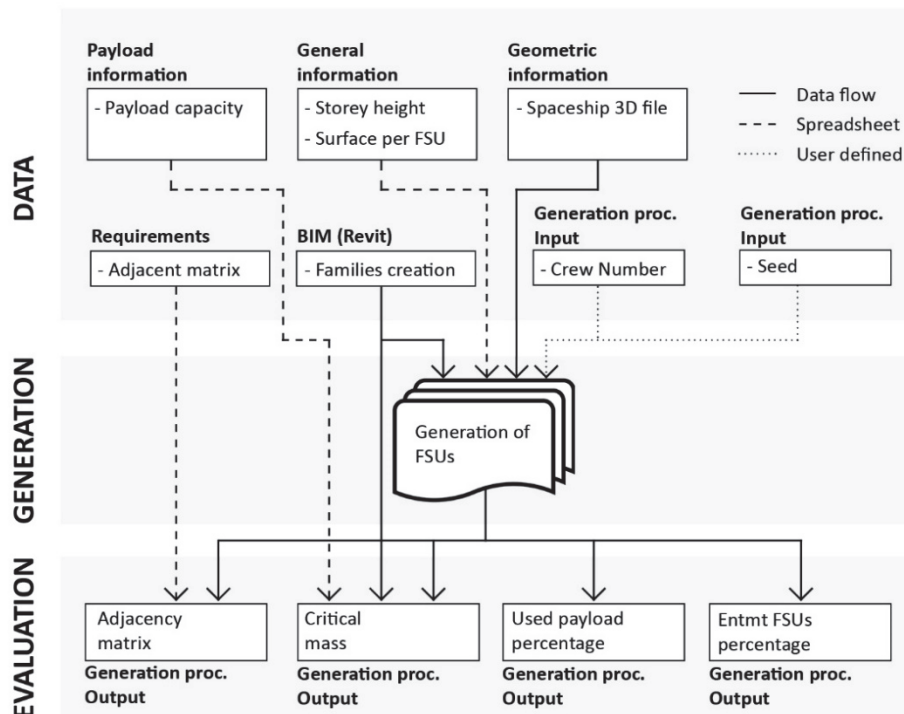 DATA
Payload
information
- Payload capacity
General
information
- Storey height
- Surface per FSU
Geometric
information
- Spaceship 3D file
Data flow
Spreadsheet
User defined
Requirements
- Adjacent matrix
BIM (Revit)
- Families creation
Generation proc.
Input
- Crew Number
Generation proc.
Input
- Seed
GENERATION
Generation of
FSUs
EVALUATION
Adjacency
matrix
Generation proc.
Output
Critical
mass
Generation proc.
Output
Used payload
percentage
Generation proc.
Output
Entmt FSUs
percentage
Generation proc.
Output